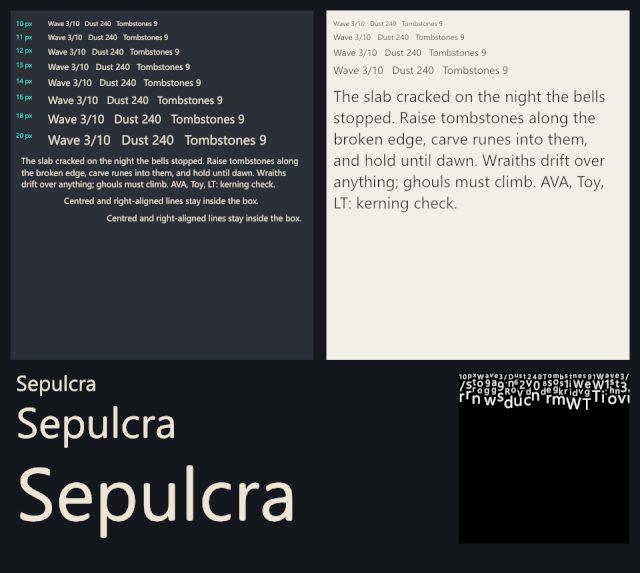 10 px Wave 3/10 Dust 240 Tombstones 9
11 px Wave 3/10 Dust 240 Tombstones 9
12 px Wave 3/10 Dust 240 Tombstones 9
13 px Wave 3/10 Dust 240 Tombstones 9
14 px Wave 3/10 Dust 240 Tombstones 9
16 px Wave 3/10 Dust 240 Tombstones 9
18 px Wave 3/10 Dust 240 Tombstones 9
20 px Wave 3/10 Dust 240 Tombstones 9
The slab cracked on the night the bells stopped. Raise tombstones along
the broken edge, carve runes into them, and hold until dawn. Wraiths
drift over anything; ghouls must climb. AVA, Toy, LT: kerning check.
Centred and right-aligned lines stay inside the box.
Centred and right-aligned lines stay inside the box.
Wave 3/10 Dust 240 Tombstones 9
Wave 3/10 Dust 240 Tombstones 9
Wave 3/10 Dust 240 Tombstones 9
Wave 3/10 Dust 240 Tombstones 9
The slab cracked on the night the bells
stopped. Raise tombstones along the
broken edge, carve runes into them,
and hold until dawn. Wraiths drift over
anything; ghouls must climb. AVA, Toy,
LT: kerning check.
Sepulcra
Sepulcra
Sepulcra